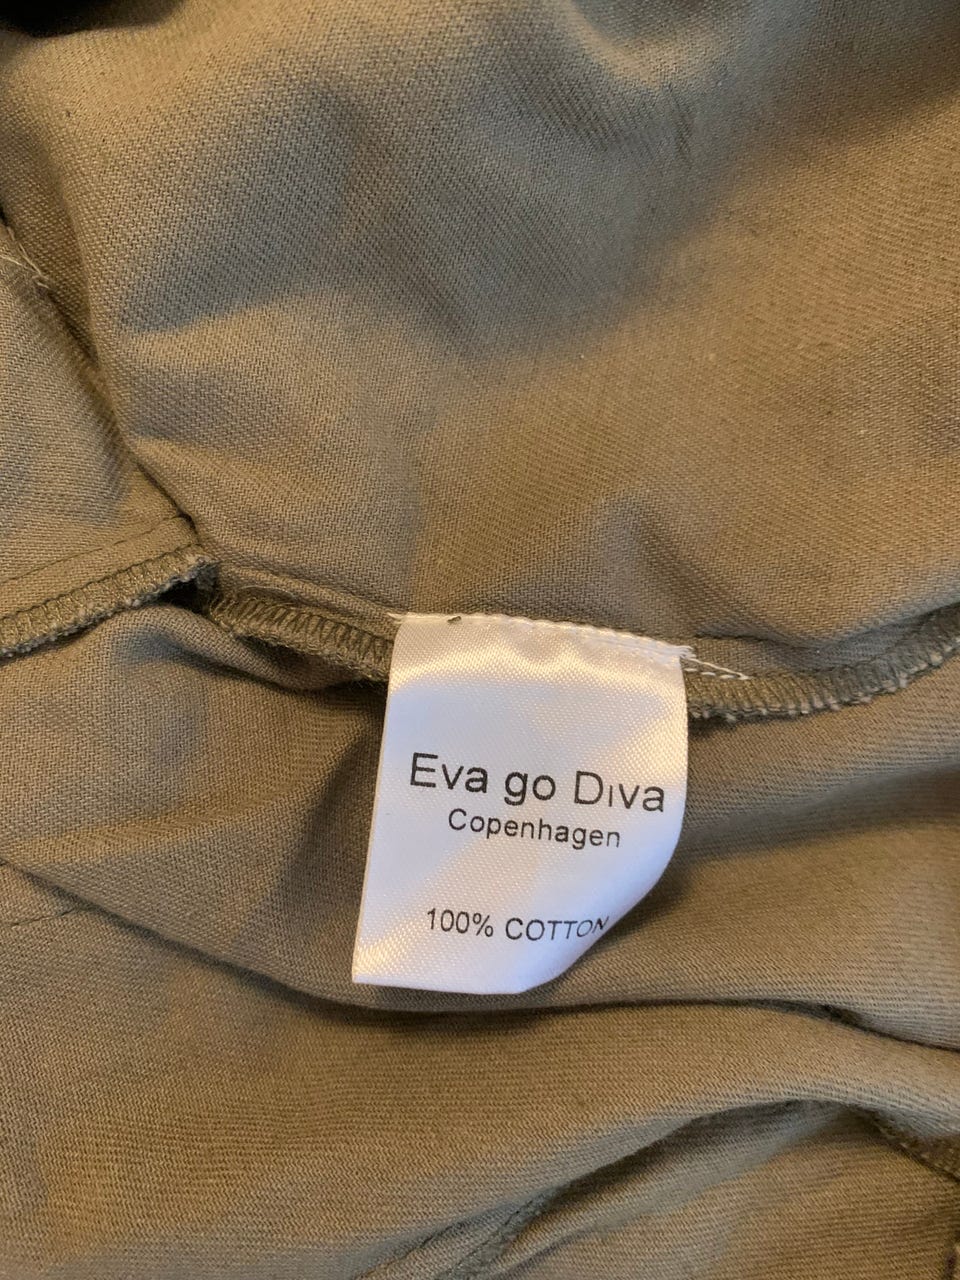 Eva go Diva
Copenhagen
100% COTTON